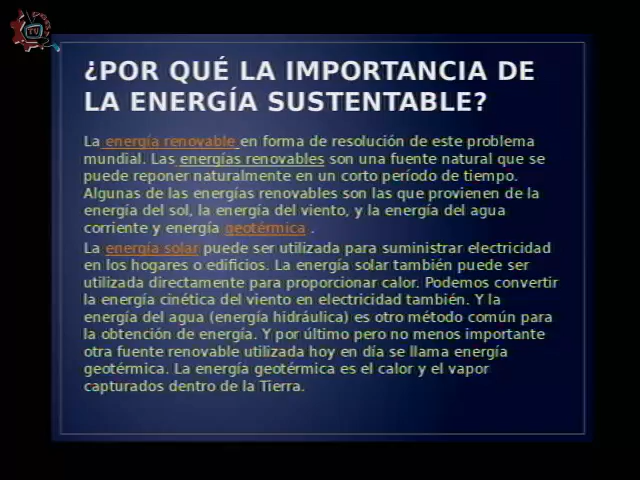 TV
¿POR QUÉ LA IMPORTANCIA DE
LA ENERGÍA SUSTENTABLE?
La energía renovable en forma de resolución de este problema
mundial. Las energías renovables son una fuente natural que se
puede reponer naturalmente en un corto período de tiempo.
Algunas de las energías renovables son las que provienen de la
energía del sol, la energía del viento, y la energía del agua
corriente y energía geotérmica .
La energía solar puede ser utilizada para suministrar electricidad
en los hogares o edificios. La energía solar también puede ser
utilizada directamente para proporcionar calor. Podemos convertir
la energía cinética del viento en electricidad también. Y la
energía del agua (energía hidráulica) es otro método común para
la obtención de energía. Y por último pero no menos importante
otra fuente renovable utilizada hoy en día se llama energía
geotérmica. La energía geotérmica es el calor y el vapor
capturados dentro de la Tierra.